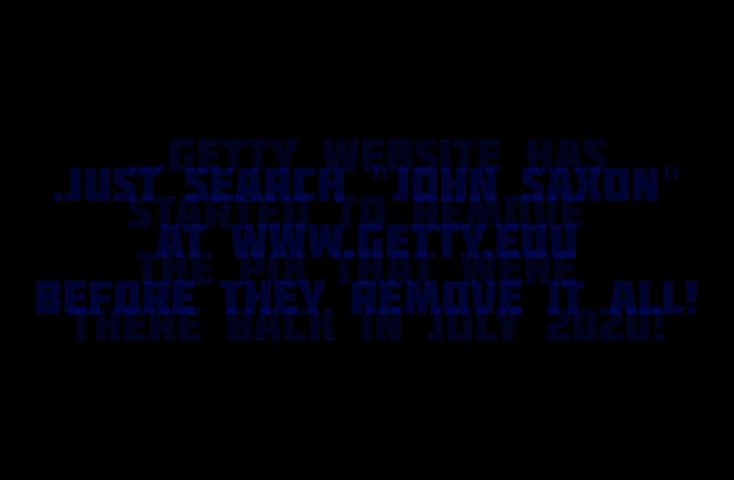 ...GETTY WEBSITE HAS
.JUST SEARCH "JOHN SAXON"
STARTED TO REMOVE
AT WWW.GETTY.EDU
THE PIX THAT WERE
BEFORE THEY REMOVE IT ALL!
THERE BACK IN JULY 2020!